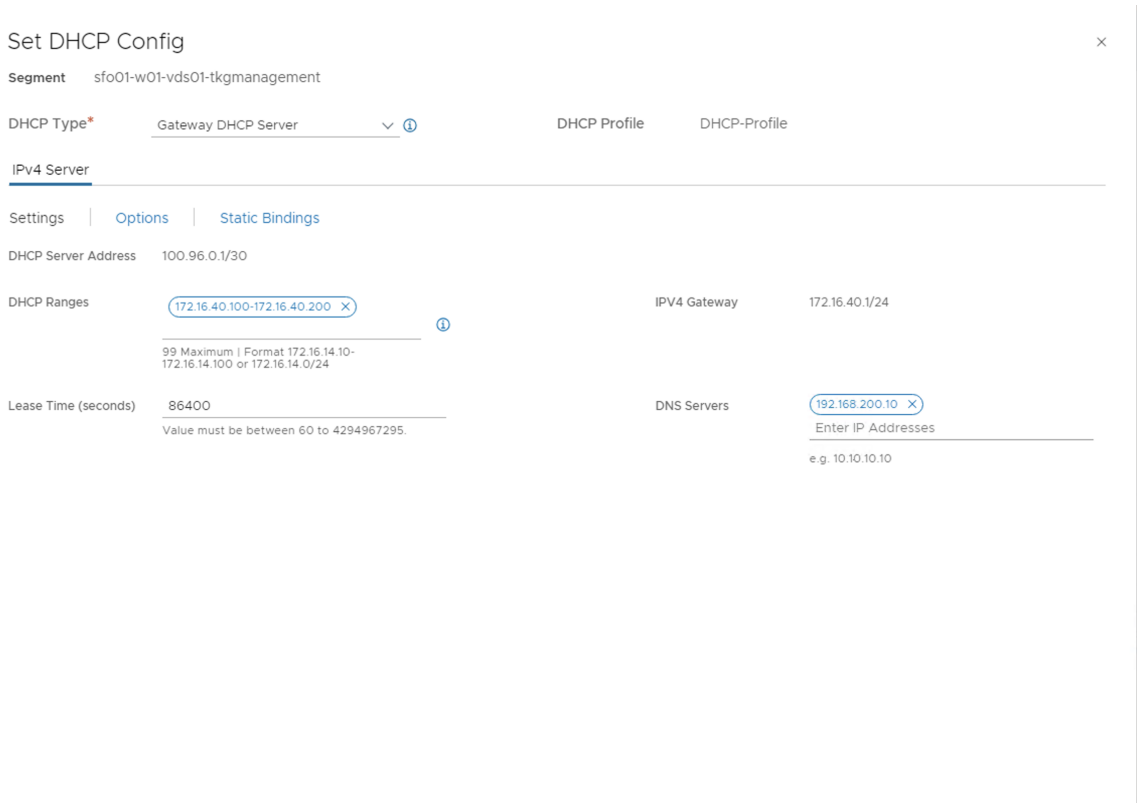 Set DHCP Config
Segment sfo01-w01-vds01-tkgmanagement
DHCP Type* Gateway DHCP Server DHCP Profile DHCP-Profile
IPv4 Server
Settings Options Static Bindings
DHCP Server Address 100.96.0.1/30
DHCP Ranges 172.16.40.100-172.16.40.200 IPV4 Gateway 172.16.40.1/24
99 Maximum | Format 172.16.14.10-
172.16.14.100 or 172.16.14.0/24
Lease Time (seconds) 86400 DNS Servers 192.168.200.10
Enter IP Addresses
Value must be between 60 to 4294967295.
e.g. 10.10.10.10